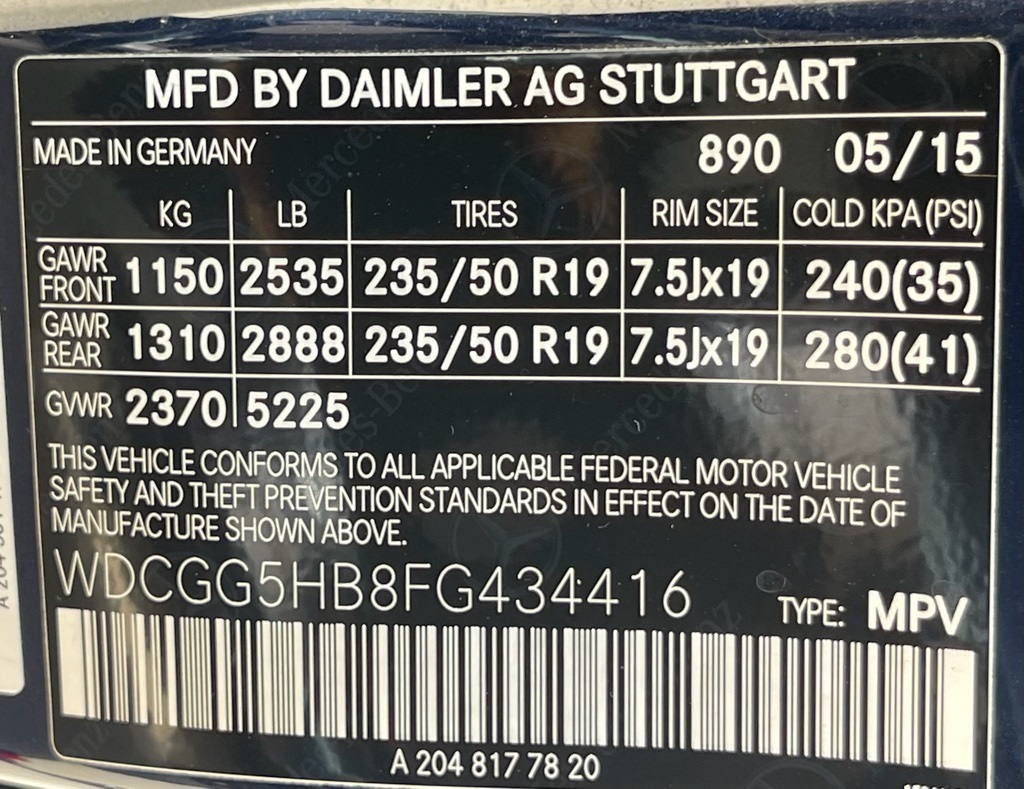 MFD BY DAIMLER AG STUTTGART
MADE IN GERMANY 890 05/15
KG LB TIRES RIM SIZE COLD KPA (PSI)
GAWR FRONT 1150 2535 235/50 R19 7.5Jx19 240(35)
GAWR REAR 1310 2888 235/50 R19 7.5Jx19 280(41)
GVWR 2370 5225
THIS VEHICLE CONFORMS TO ALL APPLICABLE FEDERAL MOTOR VEHICLE
SAFETY AND THEFT PREVENTION STANDARDS IN EFFECT ON THE DATE OF
MANUFACTURE SHOWN ABOVE.
WDCGG5HB8FG434416 TYPE: MPV
A 204 817 78 20